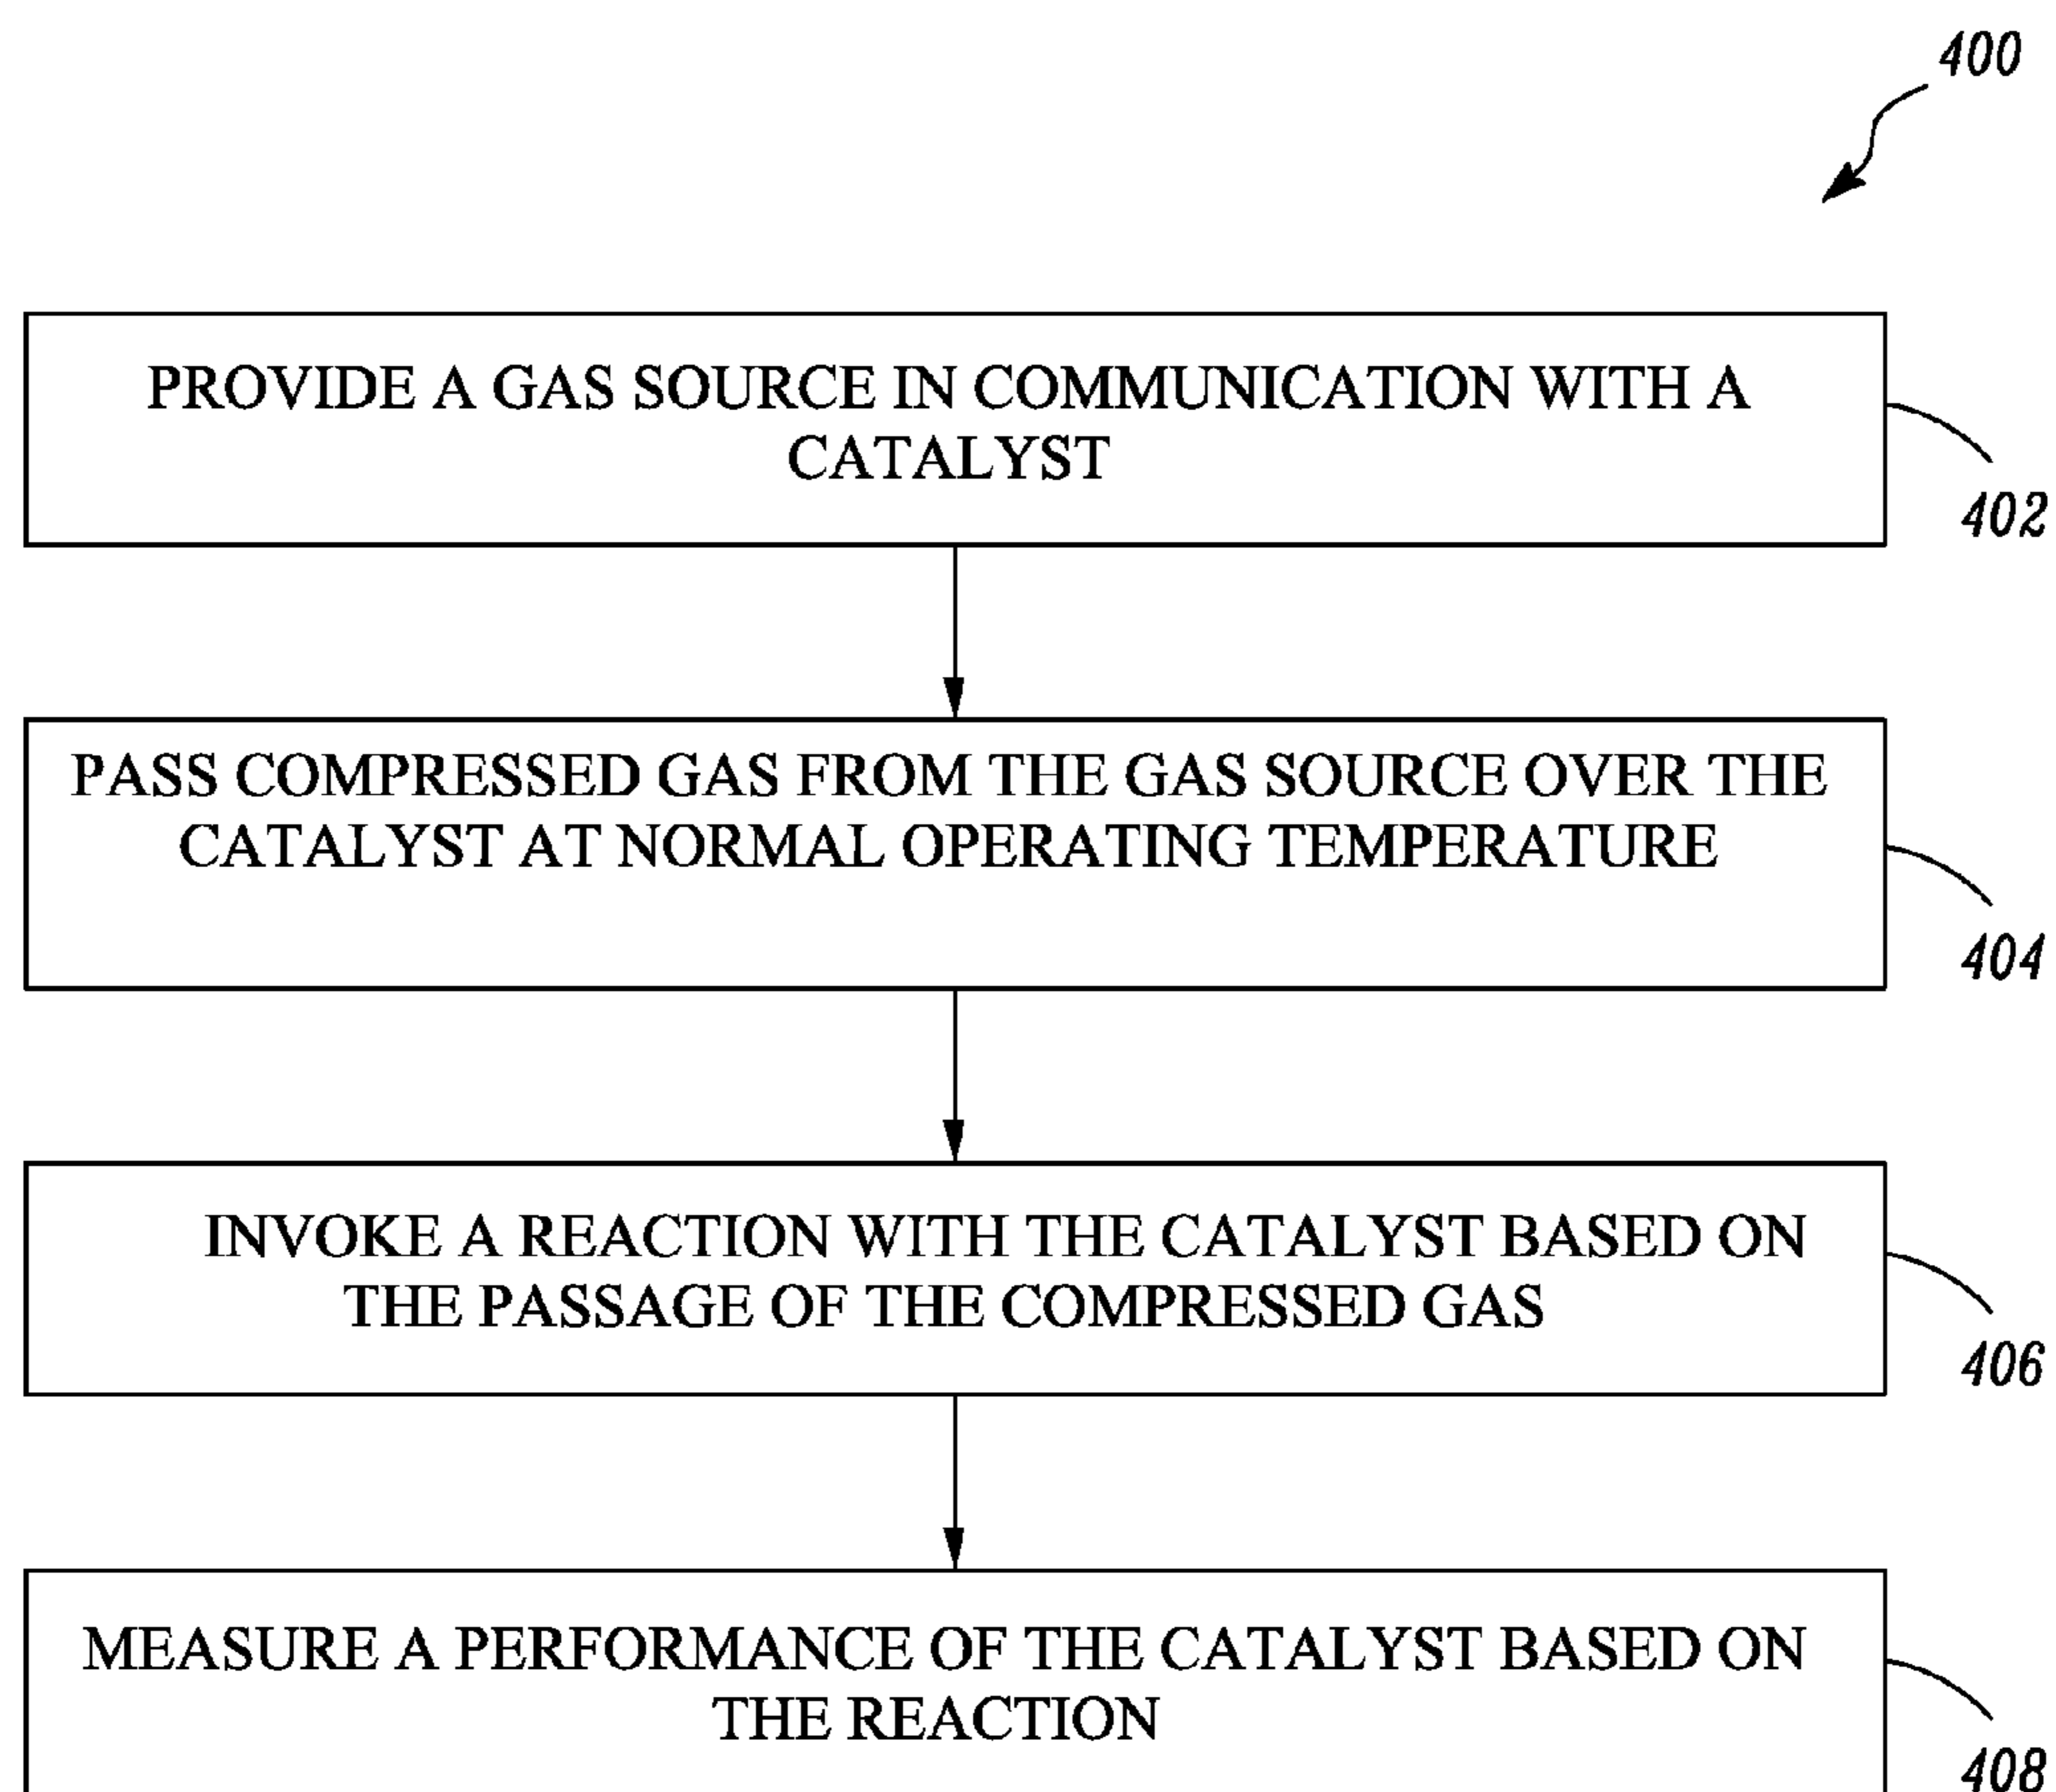 400
PROVIDE A GAS SOURCE IN COMMUNICATION WITH A
CATALYST
402
PASS COMPRESSED GAS FROM THE GAS SOURCE OVER THE
CATALYST AT NORMAL OPERATING TEMPERATURE
404
INVOKE A REACTION WITH THE CATALYST BASED ON
THE PASSAGE OF THE COMPRESSED GAS
406
MEASURE A PERFORMANCE OF THE CATALYST BASED ON
THE REACTION
408